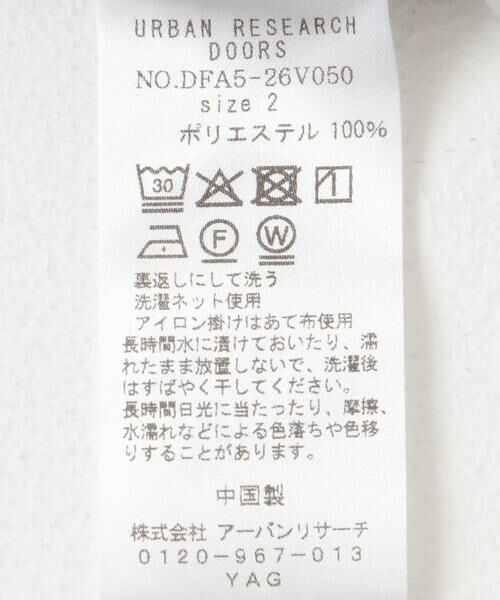 URBAN RESEARCH
DOORS
NO.DFA5-26V050
size 2
ポリエステル 100%
30
F W
裏返しにして洗う
洗濯ネット使用
アイロン掛けはあて布使用
長時間水に漬けておいたり、濡
れたまま放置しないで、洗濯後
はすばやく干してください。
長時間日光に当たったり、摩擦、
水濡れなどによる色落ちや色移
りすることがあります。
中国製
株式会社 アーバンリサーチ
0120-967-013
YAG